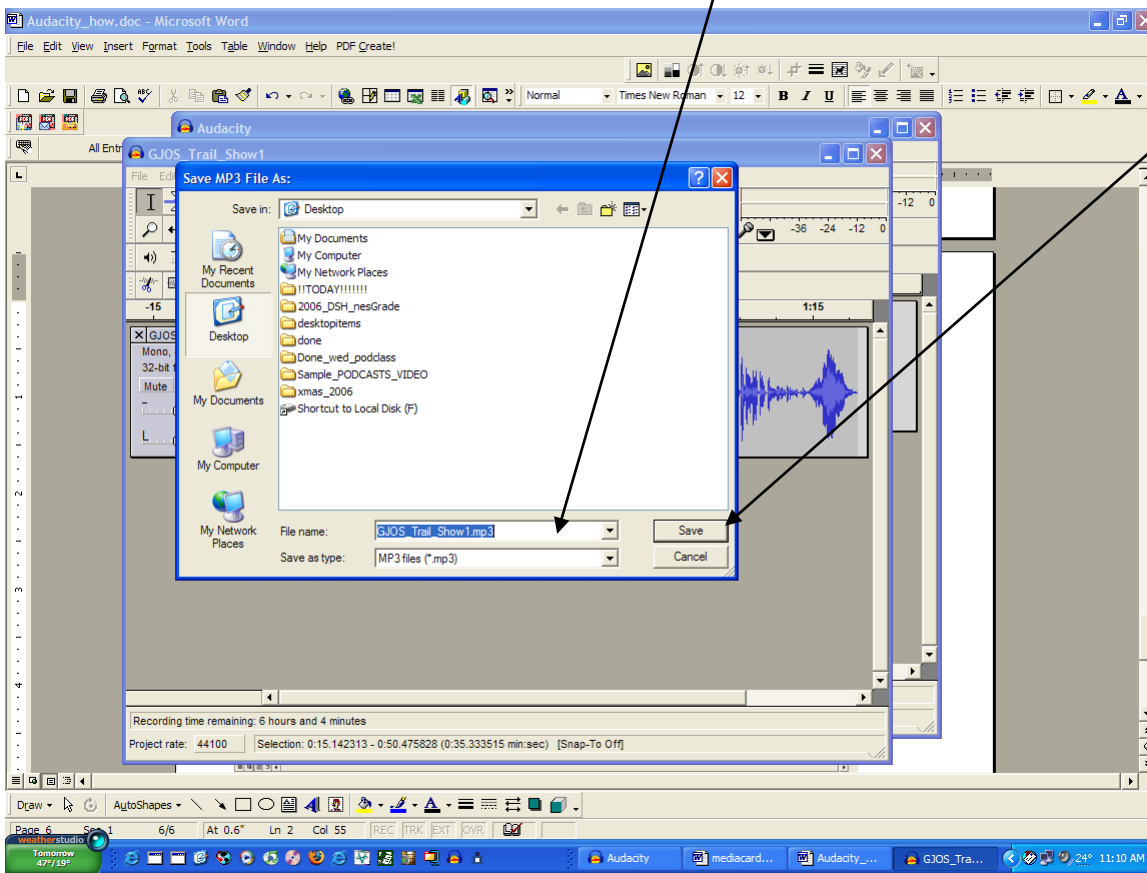 Audacity_how.doc - Microsoft Word
File Edit View Insert Format Tools Table Window Help PDF Create!
Normal Times New Roman 12 B I U
All Entr
Audacity
GJOS_Trail_Show1
File Edi
Save MP3 File As:
Save in: Desktop
-12 0
-36 -24 -12 0
My Recent Documents
Desktop
My Documents
My Computer
My Network Places
My Documents
My Computer
My Network Places
!!TODAY!!!!!!!
2006_DSH_nesGrade
desktopitems
done
Done_wed_podclass
Sample_PODCASTS_VIDEO
xmas_2006
Shortcut to Local Disk (F)
-15
1:15
GJOS
Mono,
32-bit
Mute
L
File name: GJOS_Trail_Show1.mp3 Save
Save as type: MP3 files (*.mp3) Cancel
Recording time remaining: 6 hours and 4 minutes
Project rate: 44100 Selection: 0:15.142313 - 0:50.475828 (0:35.333515 min:sec) [Snap-To Off]
Draw AutoShapes
Page 6 Sec 1 6/6 At 0.6" Ln 2 Col 55 REC TRK EXT OVR
weatherstudio
Tomorrow
47°/19°
Audacity mediacard... Audacity_... GJOS_Tra... 24° 11:10 AM